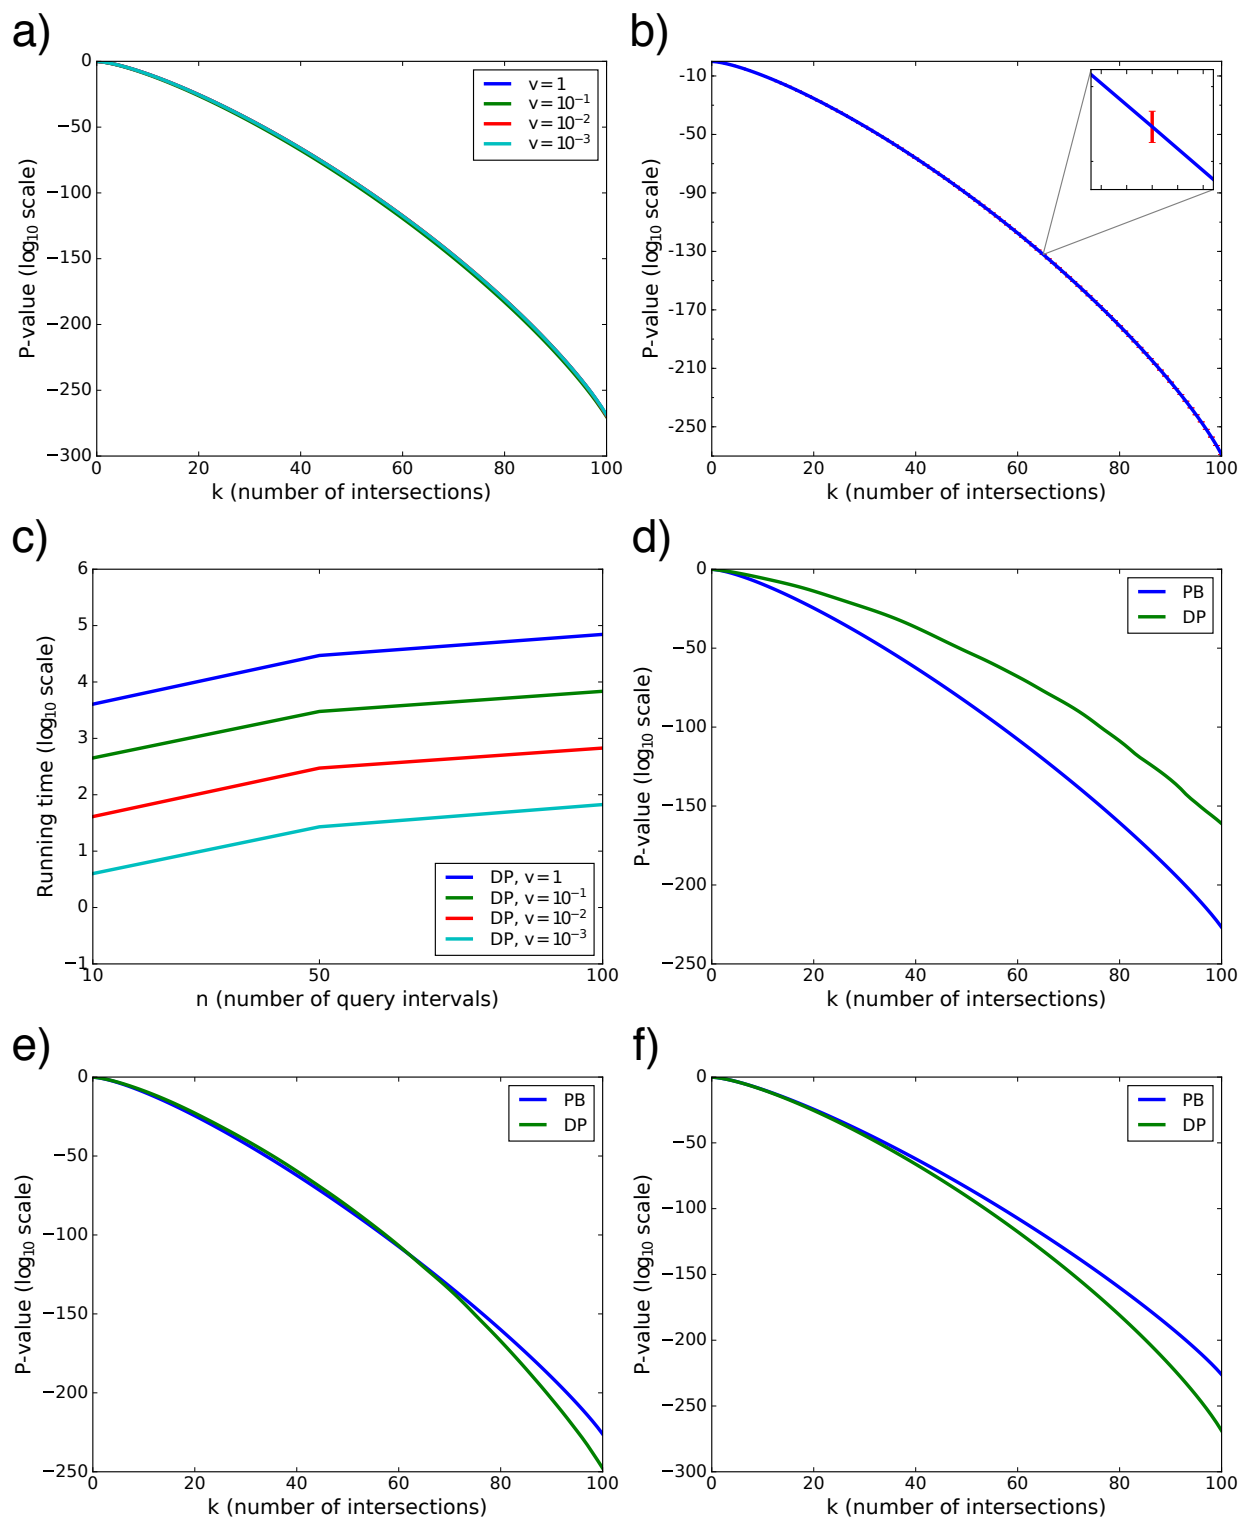 a)
0
−50
−100
−150
−200
−250
−300
0 20 40 60 80 100
P-value (log₁₀ scale)
k (number of intersections)
v=1
v=10⁻¹
v=10⁻²
v=10⁻³
b)
-10
-50
-90
-130
-170
-210
-250
0 20 40 60 80 100
P-value (log₁₀ scale)
k (number of intersections)
c)
6
5
4
3
2
1
0
−1
10 50 100
Running time (log₁₀ scale)
n (number of query intervals)
DP, v=1
DP, v=10⁻¹
DP, v=10⁻²
DP, v=10⁻³
d)
0
−50
−100
−150
−200
−250
0 20 40 60 80 100
P-value (log₁₀ scale)
k (number of intersections)
PB
DP
e)
0
−50
−100
−150
−200
−250
0 20 40 60 80 100
P-value (log₁₀ scale)
k (number of intersections)
PB
DP
f)
0
−50
−100
−150
−200
−250
−300
0 20 40 60 80 100
P-value (log₁₀ scale)
k (number of intersections)
PB
DP